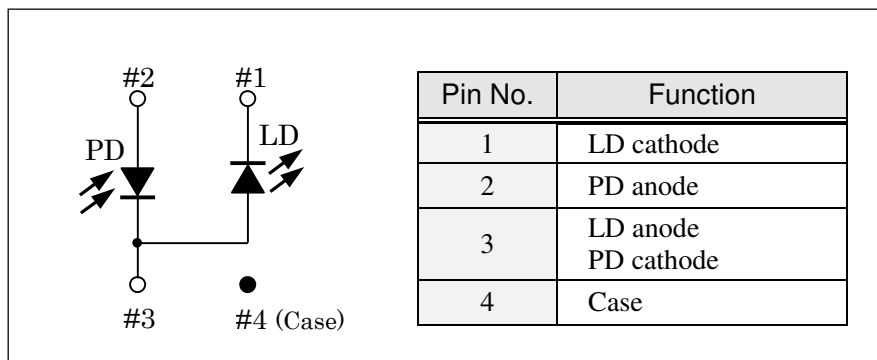 #2 #1
PD LD
#3 #4 (Case)
Pin No. Function
1 LD cathode
2 PD anode
3 LD anode
PD cathode
4 Case